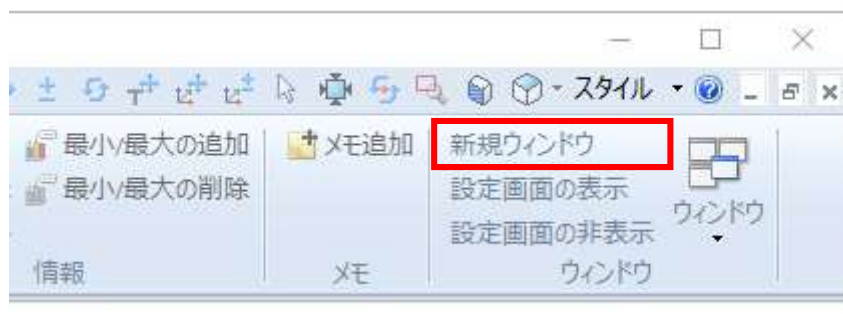 スタイル
最小/最大の追加
メモ追加
新規ウィンドウ
最小/最大の削除
設定画面の表示
設定画面の非表示
ウィンドウ
情報
メモ
ウィンドウ